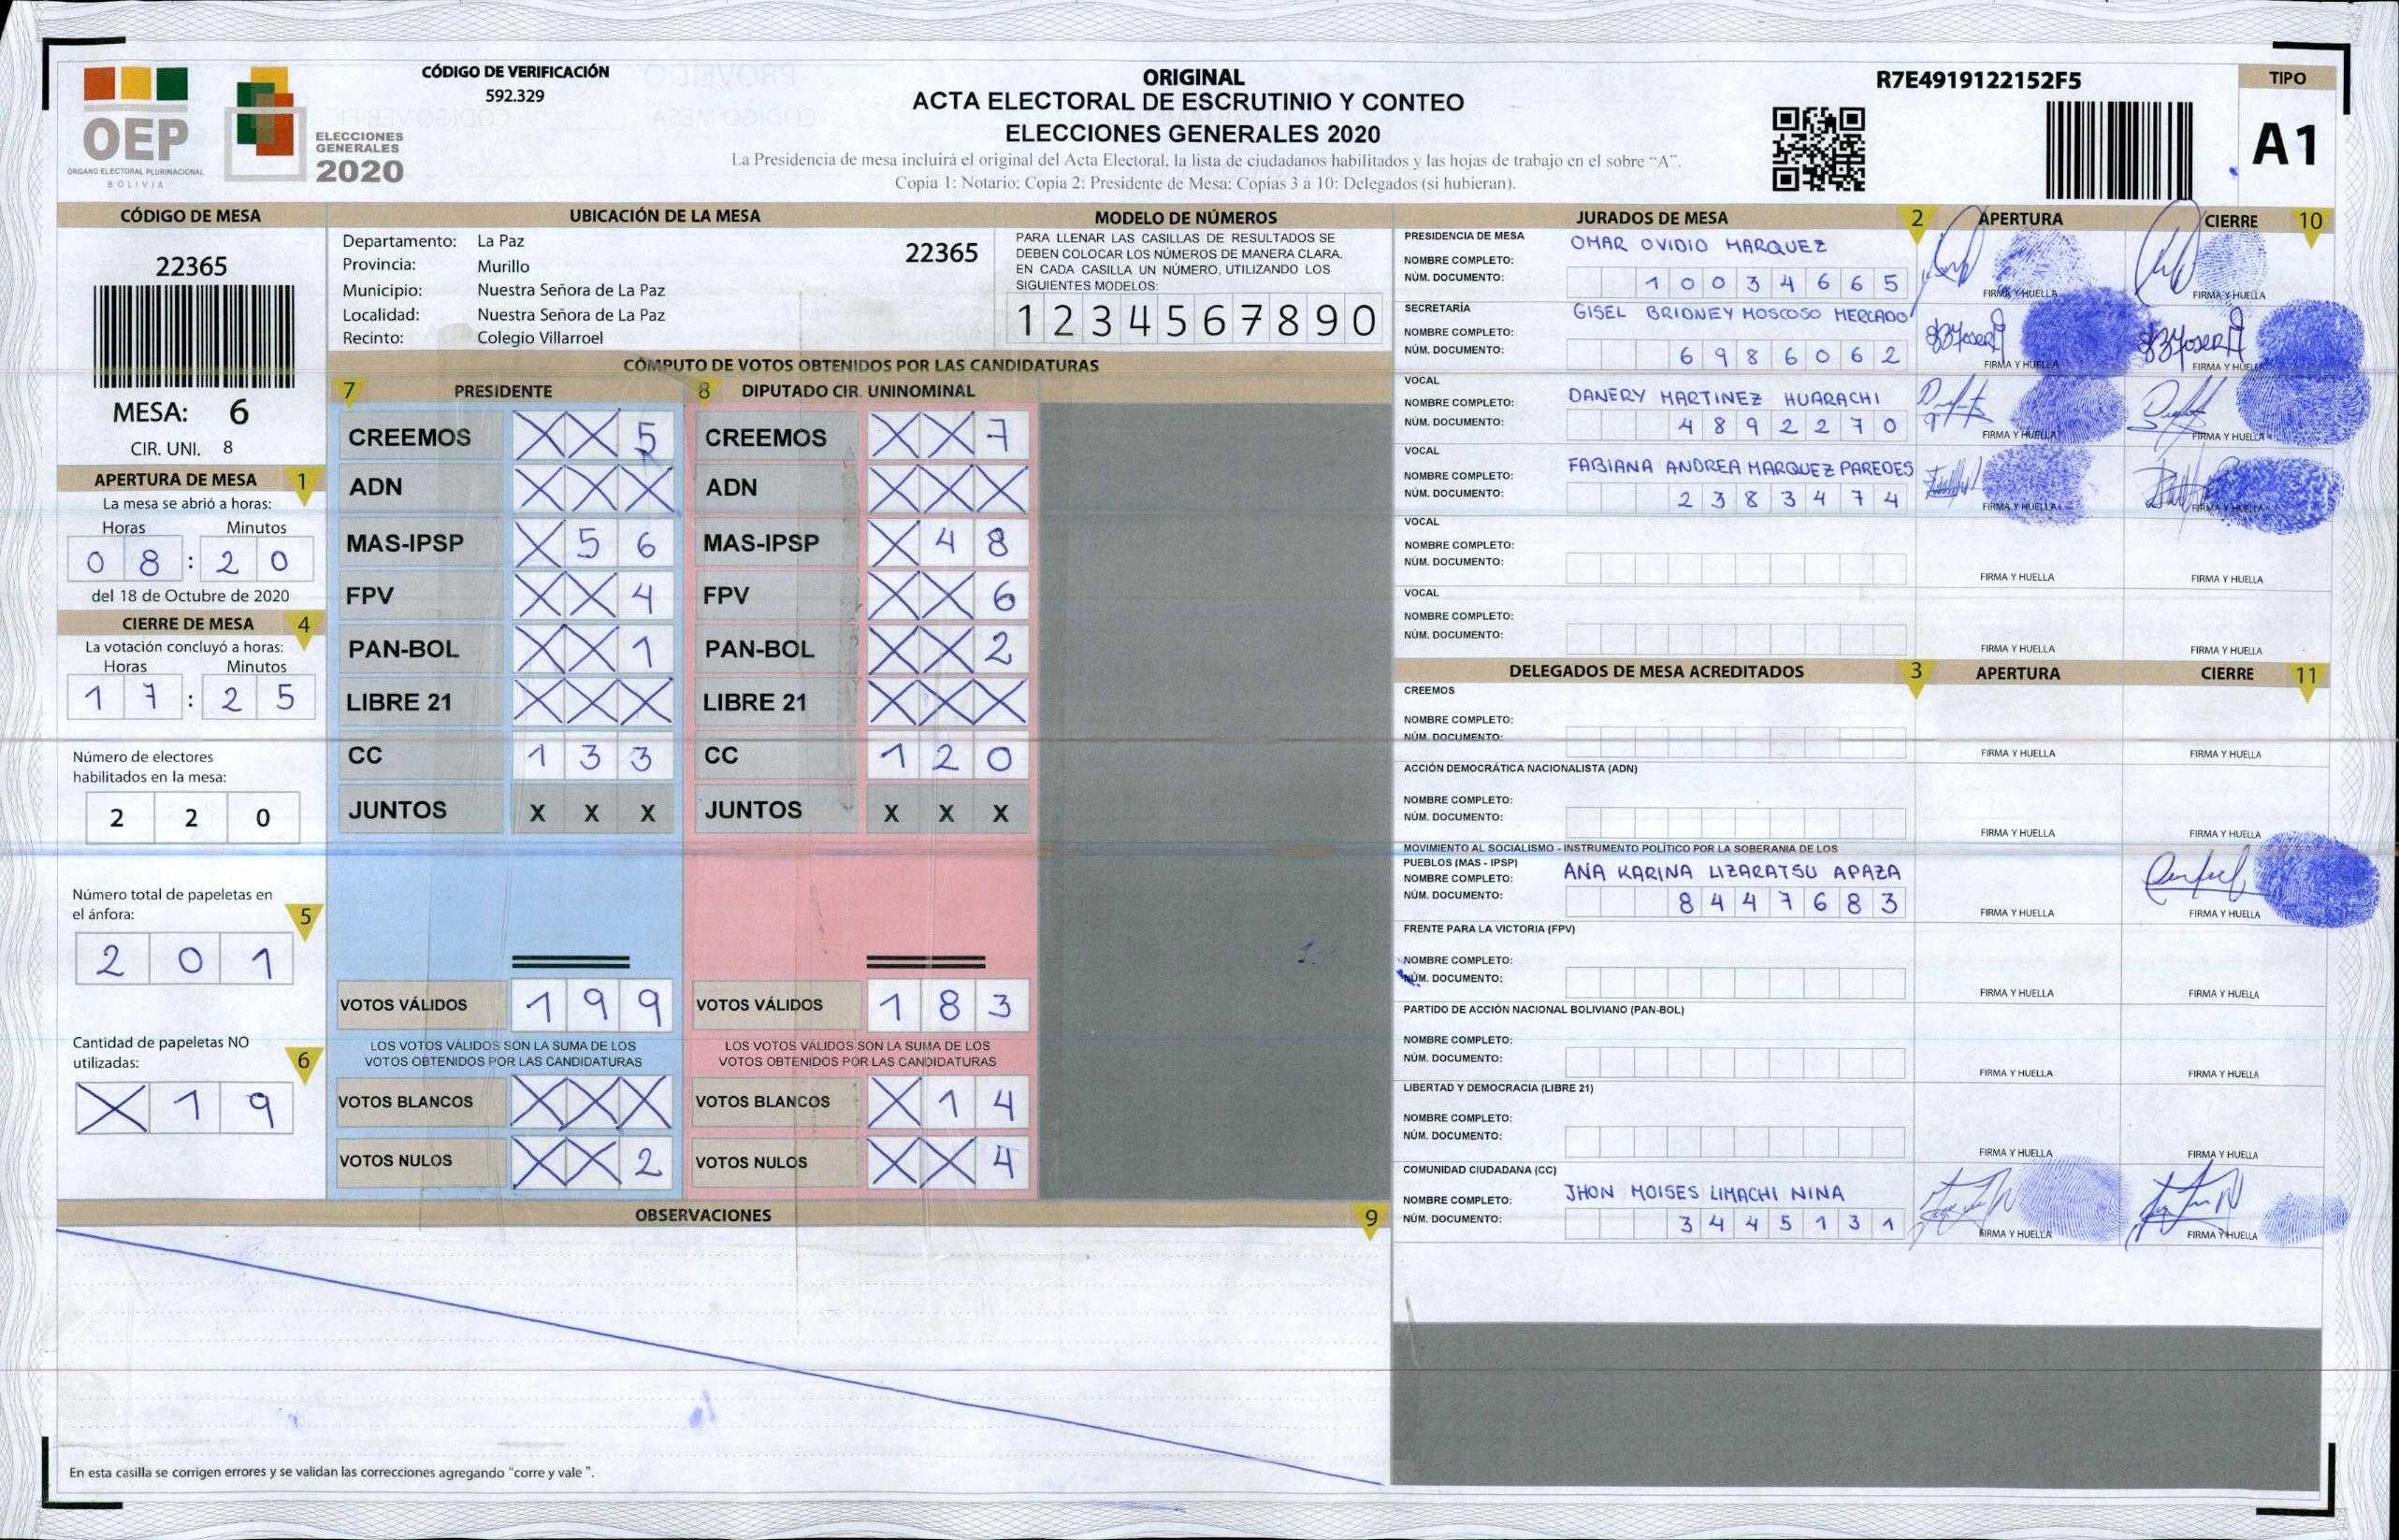 CÓDIGO DE VERIFICACIÓN
592.329
OEP
ÓRGANO ELECTORAL PLURINACIONAL
BOLIVIA
ELECCIONES
GENERALES
2020
ORIGINAL
ACTA ELECTORAL DE ESCRUTINIO Y CONTEO
ELECCIONES GENERALES 2020
La Presidencia de mesa incluirá el original del Acta Electoral, la lista de ciudadanos habilitados y las hojas de trabajo en el sobre “A”.
Copia 1: Notario; Copia 2: Presidente de Mesa; Copias 3 a 10: Delegados (si hubieran).
R7E4919122152F5
TIPO
A1
CÓDIGO DE MESA
22365
MESA: 6
CIR. UNI. 8
APERTURA DE MESA 1
La mesa se abrió a horas:
Horas Minutos
0 8 : 2 0
del 18 de Octubre de 2020
CIERRE DE MESA 4
La votación concluyó a horas:
Horas Minutos
1 7 : 2 5
Número de electores
habilitados en la mesa:
2 2 0
Número total de papeletas en
el ánfora:
5
2 0 1
Cantidad de papeletas NO
utilizadas:
6
X 1 9
UBICACIÓN DE LA MESA
Departamento: La Paz
22365
Provincia: Murillo
Municipio: Nuestra Señora de La Paz
Localidad: Nuestra Señora de La Paz
Recinto: Colegio Villarroel
MODELO DE NÚMEROS
PARA LLENAR LAS CASILLAS DE RESULTADOS SE
DEBEN COLOCAR LOS NÚMEROS DE MANERA CLARA.
EN CADA CASILLA UN NÚMERO, UTILIZANDO LOS
SIGUIENTES MODELOS:
1 2 3 4 5 6 7 8 9 0
CÓMPUTO DE VOTOS OBTENIDOS POR LAS CANDIDATURAS
7 PRESIDENTE
CREEMOS X X 5
ADN X X X
MAS-IPSP X 5 6
FPV X X 4
PAN-BOL X X 1
LIBRE 21 X X X
CC 1 3 3
JUNTOS X X X
VOTOS VÁLIDOS 1 9 9
LOS VOTOS VÁLIDOS SON LA SUMA DE LOS
VOTOS OBTENIDOS POR LAS CANDIDATURAS
VOTOS BLANCOS X X X
VOTOS NULOS X X 2
8 DIPUTADO CIR. UNINOMINAL
CREEMOS X X 7
ADN X X X
MAS-IPSP X 4 8
FPV X X 6
PAN-BOL X X 2
LIBRE 21 X X X
CC 1 2 0
JUNTOS X X X
VOTOS VÁLIDOS 1 8 3
LOS VOTOS VÁLIDOS SON LA SUMA DE LOS
VOTOS OBTENIDOS POR LAS CANDIDATURAS
VOTOS BLANCOS X 1 4
VOTOS NULOS X X 4
OBSERVACIONES 9
En esta casilla se corrigen errores y se validan las correcciones agregando “corre y vale ”.
JURADOS DE MESA 2 APERTURA CIERRE 10
PRESIDENCIA DE MESA
NOMBRE COMPLETO: OMAR OVIDIO MARQUEZ
NÚM. DOCUMENTO: 1 0 0 3 4 6 6 5
FIRMA Y HUELLA FIRMA Y HUELLA
SECRETARÍA
NOMBRE COMPLETO: GISEL BRIDNEY MOSCOSO MERCADO
NÚM. DOCUMENTO: 6 9 8 6 0 6 2
FIRMA Y HUELLA FIRMA Y HUELLA
VOCAL
NOMBRE COMPLETO: DANERY MARTINEZ HUARACHI
NÚM. DOCUMENTO: 4 8 9 2 2 7 0
FIRMA Y HUELLA FIRMA Y HUELLA
VOCAL
NOMBRE COMPLETO: FABIANA ANDREA MARQUEZ PAREDES
NÚM. DOCUMENTO: 2 3 8 3 4 7 4
FIRMA Y HUELLA FIRMA Y HUELLA
VOCAL
NOMBRE COMPLETO:
NÚM. DOCUMENTO:
FIRMA Y HUELLA FIRMA Y HUELLA
VOCAL
NOMBRE COMPLETO:
NÚM. DOCUMENTO:
FIRMA Y HUELLA FIRMA Y HUELLA
DELEGADOS DE MESA ACREDITADOS 3 APERTURA CIERRE 11
CREEMOS
NOMBRE COMPLETO:
NÚM. DOCUMENTO:
FIRMA Y HUELLA FIRMA Y HUELLA
ACCIÓN DEMOCRÁTICA NACIONALISTA (ADN)
NOMBRE COMPLETO:
NÚM. DOCUMENTO:
FIRMA Y HUELLA FIRMA Y HUELLA
MOVIMIENTO AL SOCIALISMO - INSTRUMENTO POLÍTICO POR LA SOBERANIA DE LOS
PUEBLOS (MAS - IPSP)
NOMBRE COMPLETO: ANA KARINA LIZARATSU APAZA
NÚM. DOCUMENTO: 8 4 4 7 6 8 3
FIRMA Y HUELLA FIRMA Y HUELLA
FRENTE PARA LA VICTORIA (FPV)
NOMBRE COMPLETO:
NÚM. DOCUMENTO:
FIRMA Y HUELLA FIRMA Y HUELLA
PARTIDO DE ACCIÓN NACIONAL BOLIVIANO (PAN-BOL)
NOMBRE COMPLETO:
NÚM. DOCUMENTO:
FIRMA Y HUELLA FIRMA Y HUELLA
LIBERTAD Y DEMOCRACIA (LIBRE 21)
NOMBRE COMPLETO:
NÚM. DOCUMENTO:
FIRMA Y HUELLA FIRMA Y HUELLA
COMUNIDAD CIUDADANA (CC)
NOMBRE COMPLETO: JHON MOISES LIMACHI NINA
NÚM. DOCUMENTO: 3 4 4 5 1 3 1
FIRMA Y HUELLA FIRMA Y HUELLA